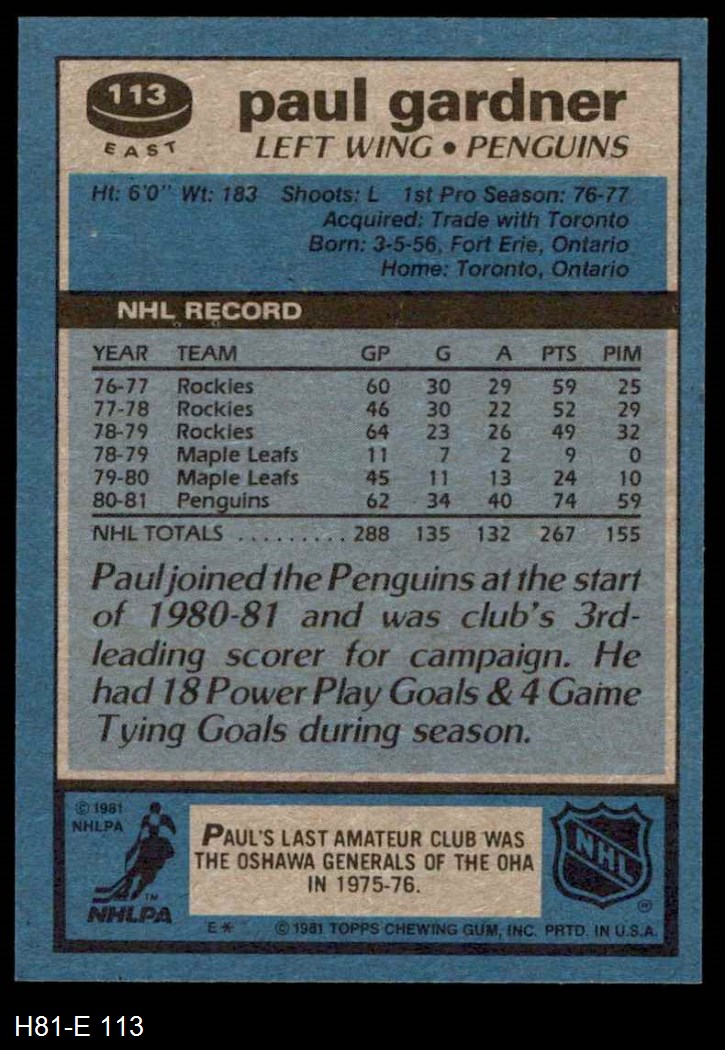 113
EAST
paul gardner
LEFT WING • PENGUINS
Ht: 6'0" Wt: 183 Shoots: L 1st Pro Season: 76-77
Acquired: Trade with Toronto
Born: 3-5-56, Fort Erie, Ontario
Home: Toronto, Ontario
NHL RECORD
YEAR TEAM GP G A PTS PIM
76-77 Rockies 60 30 29 59 25
77-78 Rockies 46 30 22 52 29
78-79 Rockies 64 23 26 49 32
78-79 Maple Leafs 11 7 2 9 0
79-80 Maple Leafs 45 11 13 24 10
80-81 Penguins 62 34 40 74 59
NHL TOTALS ......... 288 135 132 267 155
Paul joined the Penguins at the start
of 1980-81 and was club's 3rd-
leading scorer for campaign. He
had 18 Power Play Goals & 4 Game
Tying Goals during season.
© 1981
NHLPA
TM
NHLPA
PAUL'S LAST AMATEUR CLUB WAS
THE OSHAWA GENERALS OF THE OHA
IN 1975-76.
NHL
E* © 1981 TOPPS CHEWING GUM, INC. PRTD. IN U.S.A.
H81-E 113